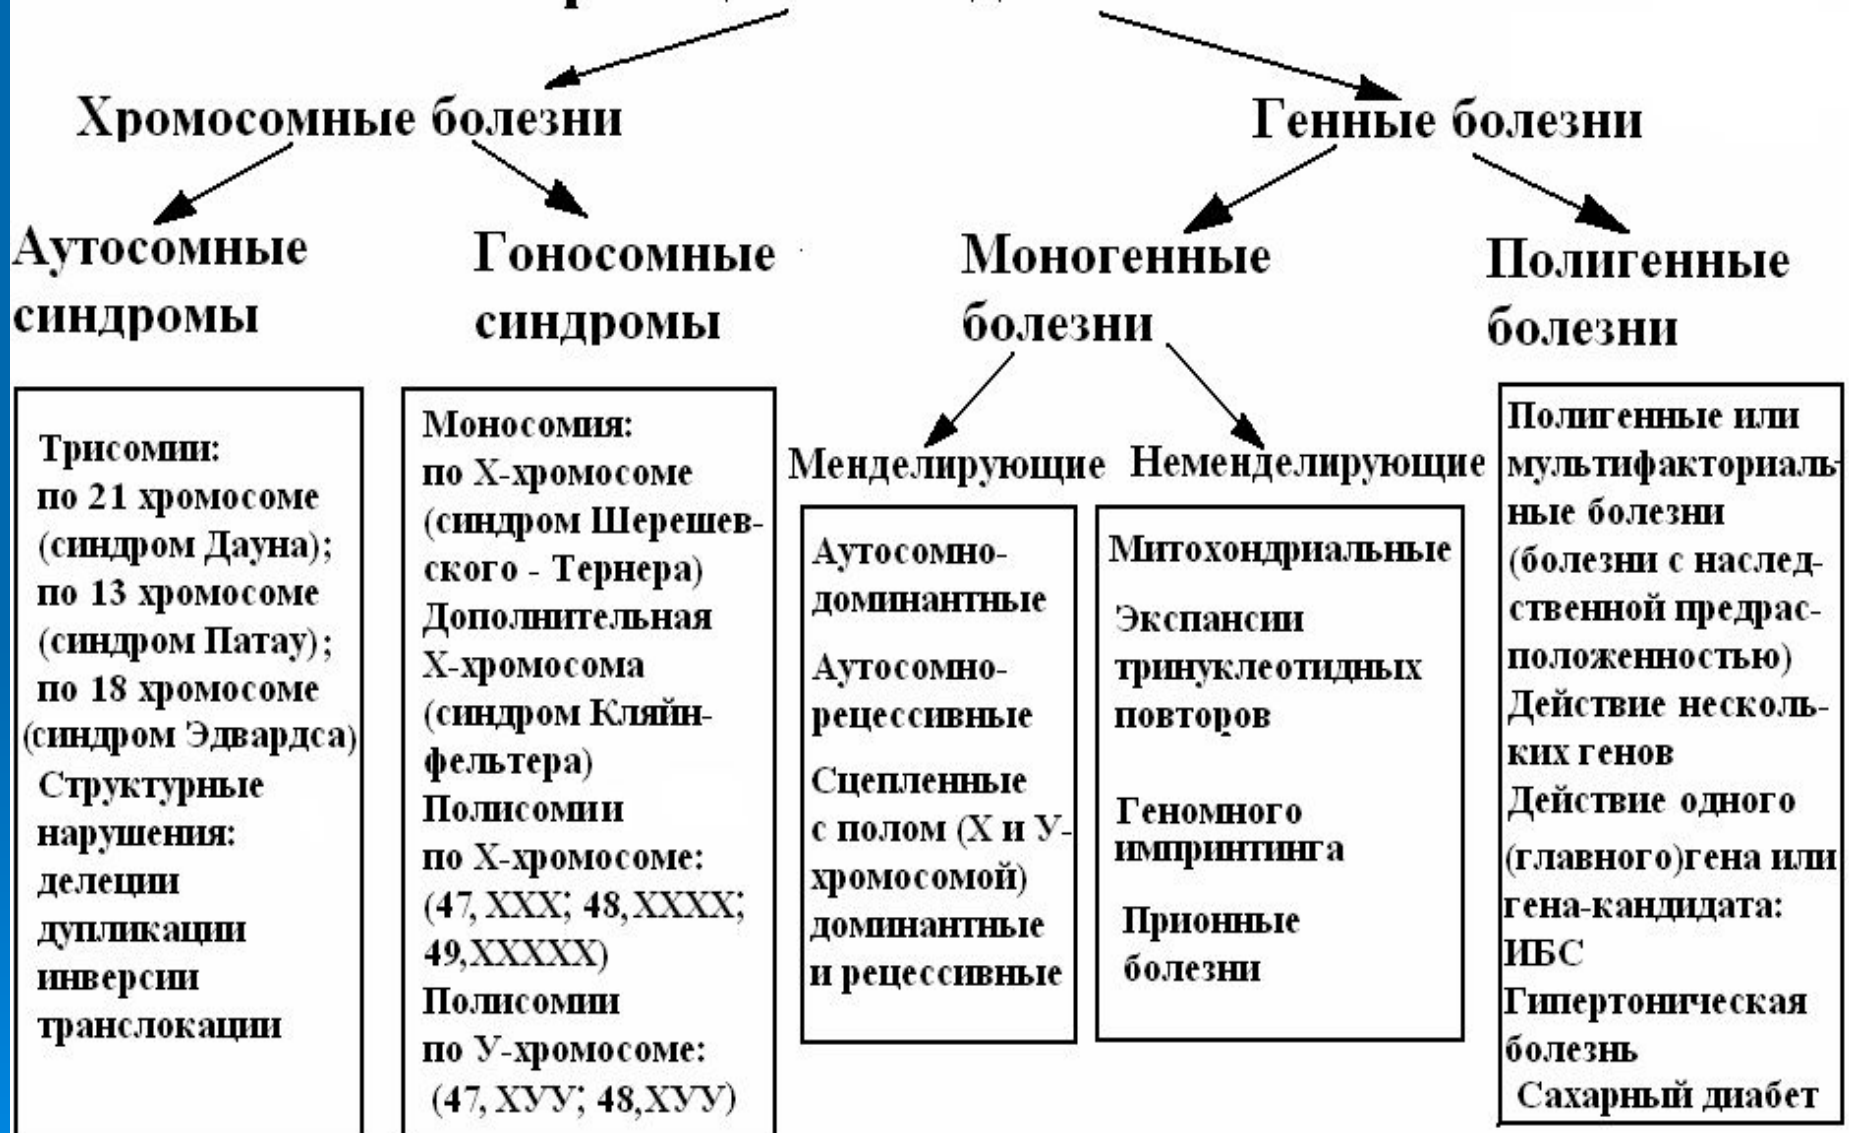 Хромосомные болезни
Генные болезни
Аутосомные
синдромы
Гоносомные
синдромы
Моногенные
болезни
Полигенные
болезни
Трисомии:
по 21 хромосоме
(синдром Дауна);
по 13 хромосоме
(синдром Патау);
по 18 хромосоме
(синдром Эдвардса)
Структурные
нарушения:
делеции
дупликации
инверсии
транслокации
Моносомия:
по Х-хромосоме
(синдром Шерешев-
ского - Тернера)
Дополнительная
Х-хромосома
(синдром Кляйн-
фельтера)
Полисомии
по Х-хромосоме:
(47, ХХХ; 48,ХХХХ;
49,ХХХХХ)
Полисомии
по У-хромосоме:
(47, ХУУ; 48,ХУУ)
Менделирующие
Аутосомно-
доминантные
Аутосомно-
рецессивные
Сцепленные
с полом (Х и У-
хромосомой)
доминантные
и рецессивные
Неменделирующие
Митохондриальные
Экспансии
тринуклеотидных
повторов
Геномного
импринтинга
Прионные
болезни
Полигенные или
мультифакториаль-
ные болезни
(болезни с наслед-
ственной предрас-
положенностью)
Действие несколь-
ких генов
Действие одного
(главного)гена или
гена-кандидата:
ИБС
Гипертоническая
болезнь
Сахарный диабет